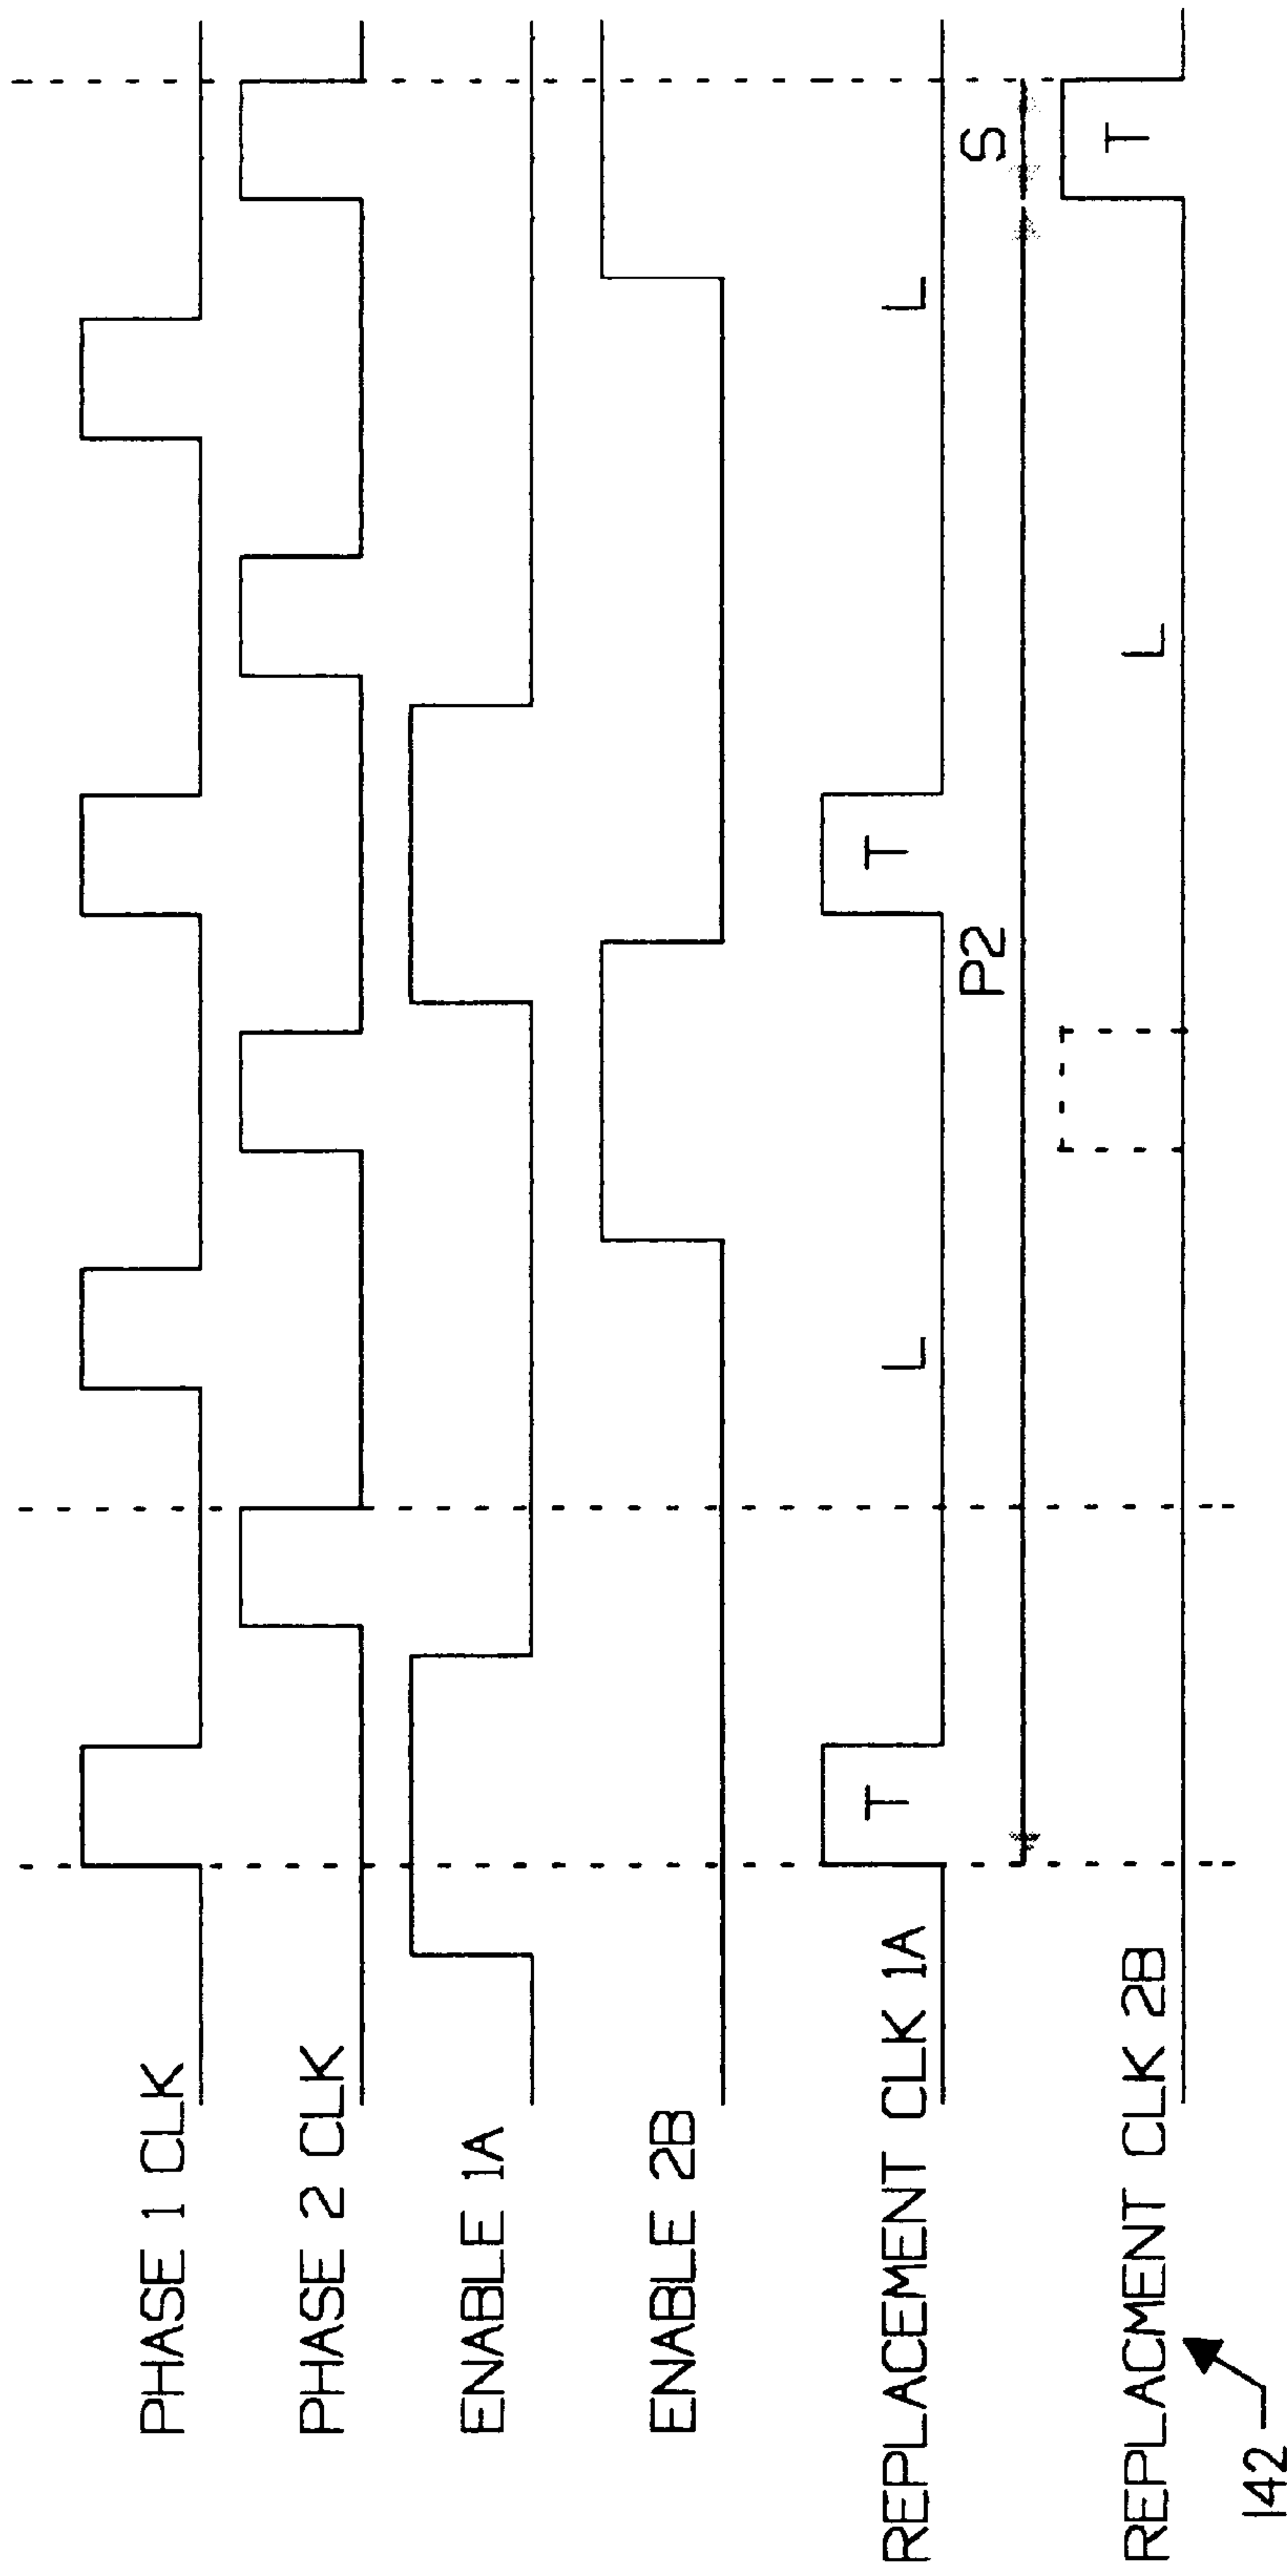 PHASE 1 CLK
PHASE 2 CLK
ENABLE 1A
ENABLE 2B
REPLACEMENT CLK 1A
T
L
T
L
P2
S
REPLACMENT CLK 2B
L
T
142